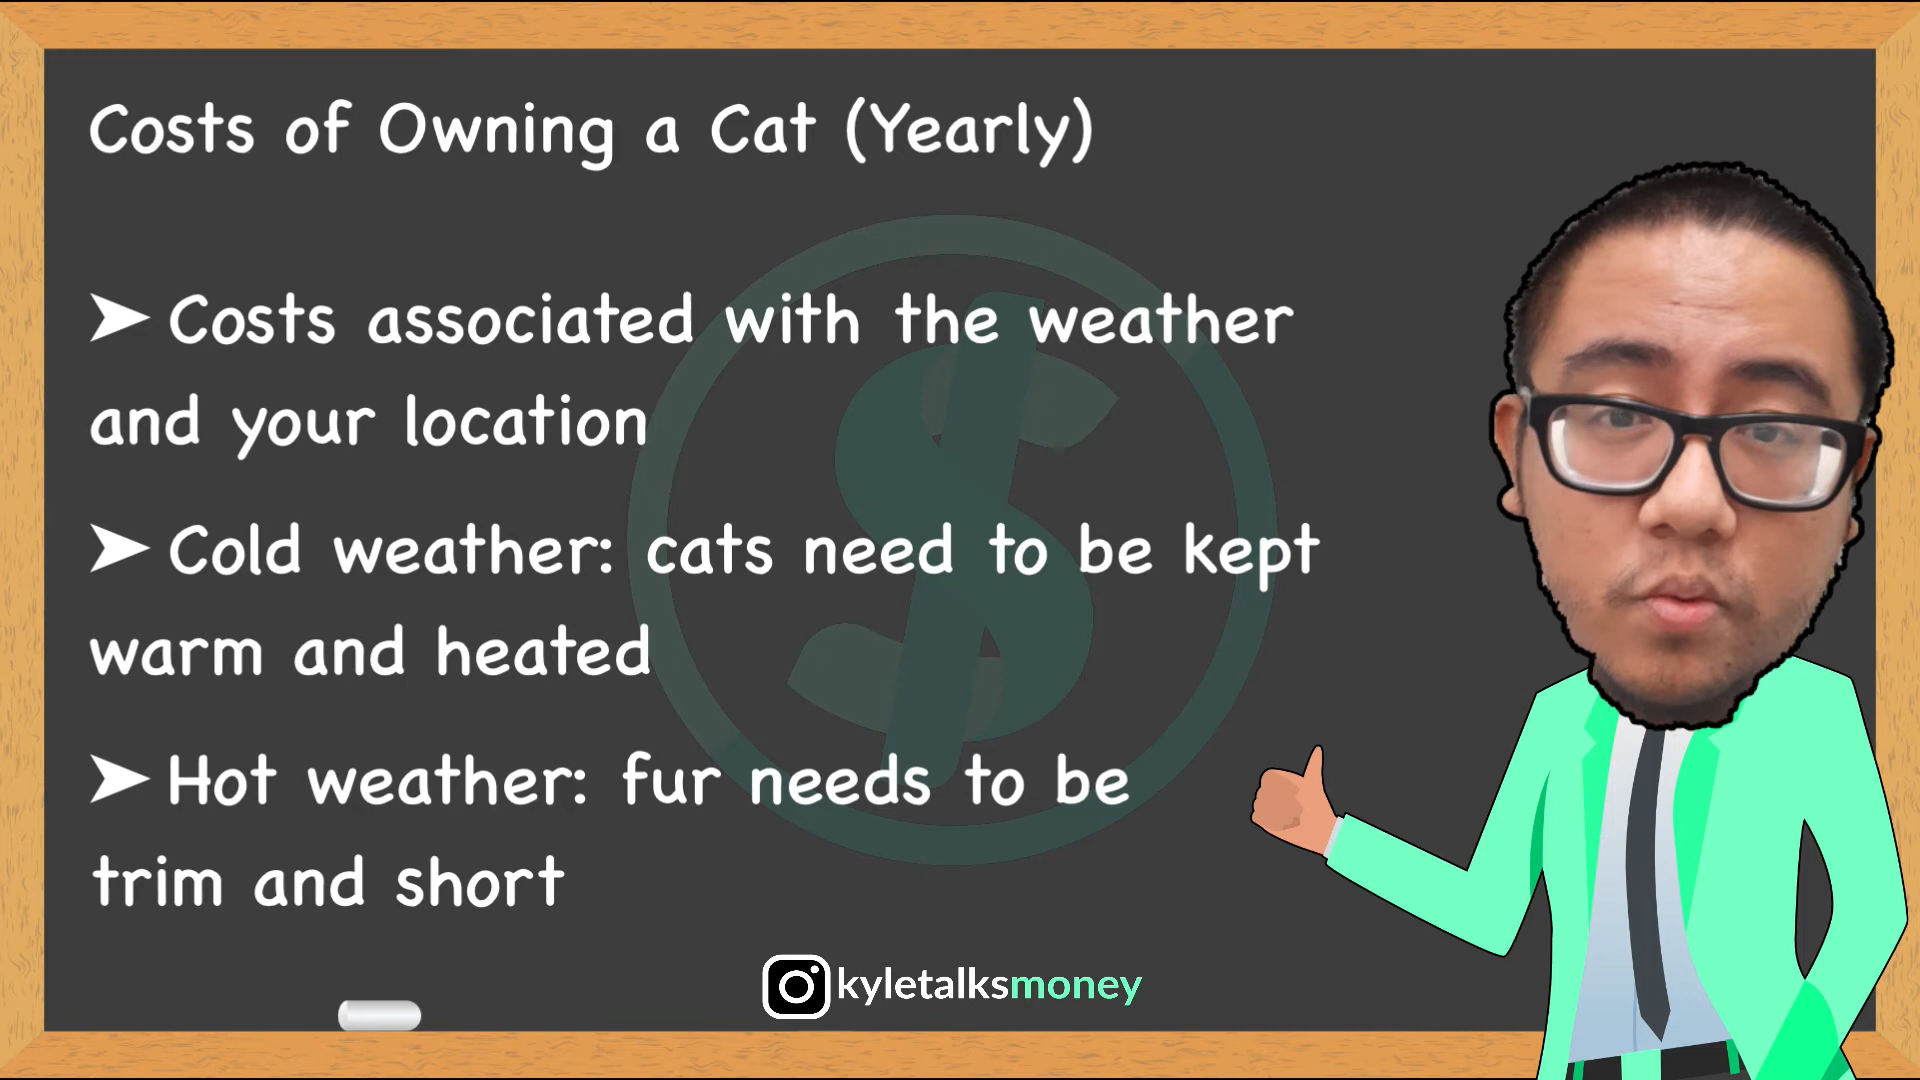 Costs of Owning a Cat (Yearly)
➤ Costs associated with the weather
and your location
➤ Cold weather: cats need to be kept
warm and heated
➤ Hot weather: fur needs to be
trim and short
kyletalksmoney